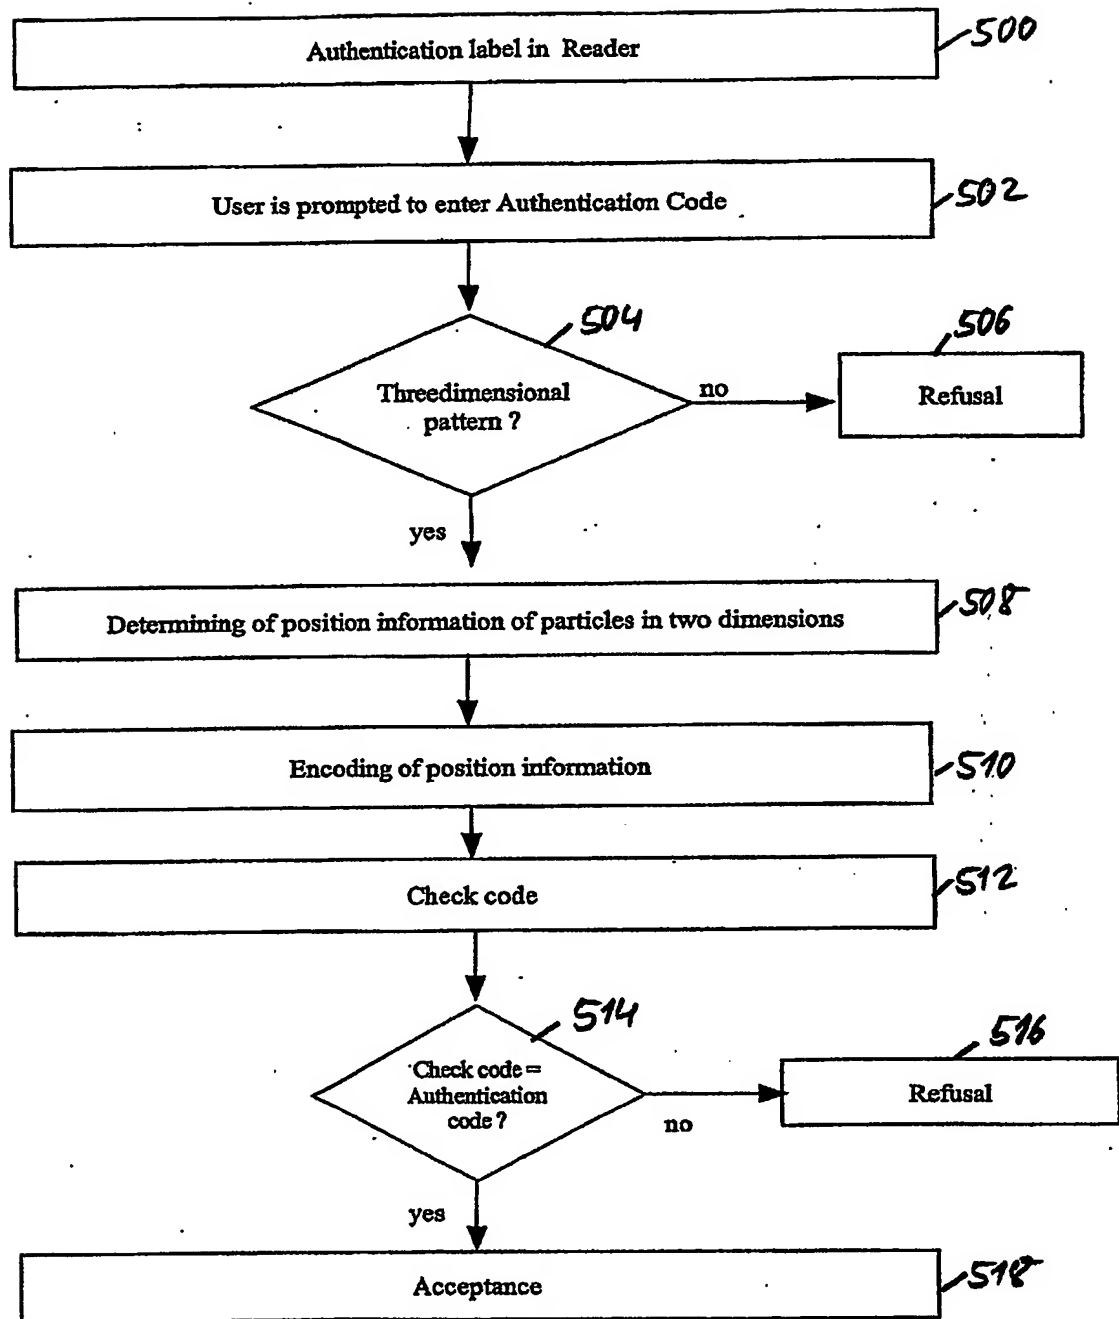 Authentication label in Reader
500
User is prompted to enter Authentication Code
502
504
Threedimensional
pattern ?
no
506
Refusal
yes
Determining of position information of particles in two dimensions
508
Encoding of position information
510
Check code
512
514
Check code =
Authentication
code ?
no
516
Refusal
yes
Acceptance
518